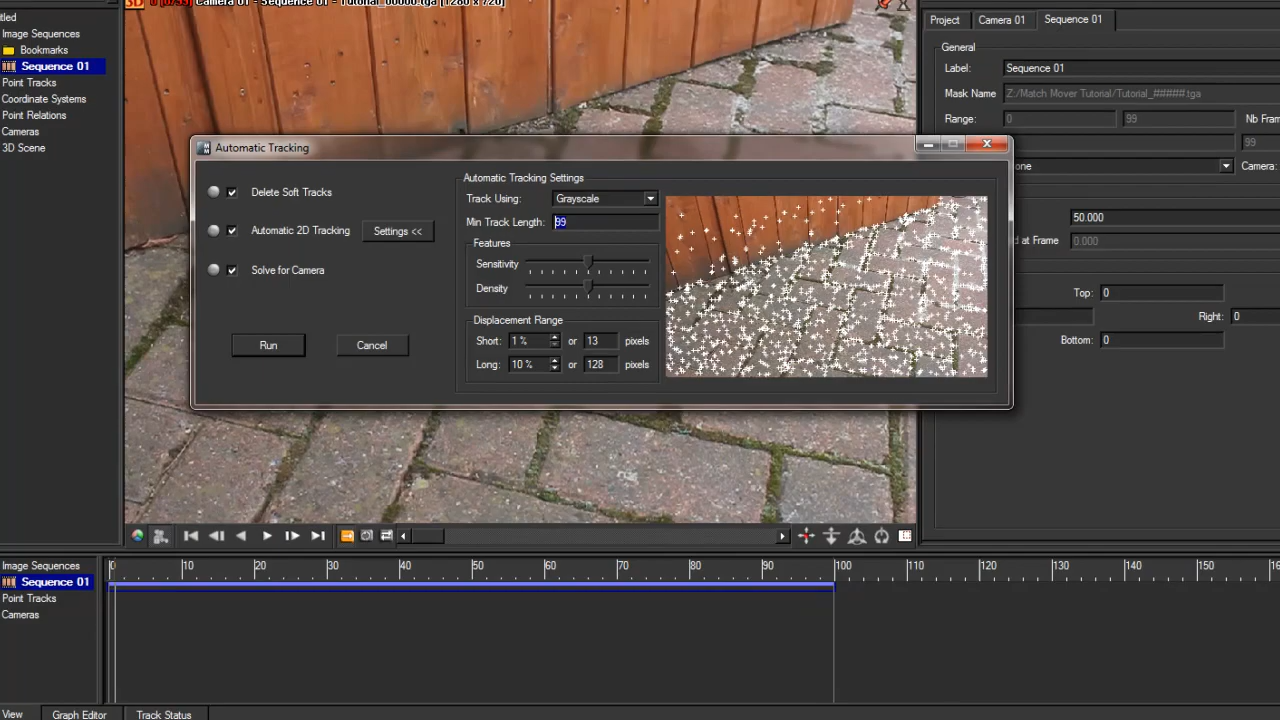 3D 0 [0/99] Camera 01 - Sequence 01 - Tutorial_00000.tga [1280 x 720]
Project Camera 01 Sequence 01
tled
Image Sequences
Bookmarks
Sequence 01
Point Tracks
Coordinate Systems
Point Relations
Cameras
3D Scene
General
Label: Sequence 01
Mask Name Z:/Match Mover Tutorial/Tutorial_######.tga
Range: 0 99 Nb Fram
99
one Camera:
50.000
d at Frame 0.000
Top: 0
Right: 0
Bottom: 0
Automatic Tracking
Delete Soft Tracks
Automatic 2D Tracking Settings <<
Solve for Camera
Run Cancel
Automatic Tracking Settings
Track Using: Grayscale
Min Track Length: 99
Features
Sensitivity
Density
Displacement Range
Short: 1 % or 13 pixels
Long: 10 % or 128 pixels
Image Sequences
Sequence 01
Point Tracks
Cameras
0 10 20 30 40 50 60 70 80 90 100 110 120 130 140 150 16
View Graph Editor Track Status